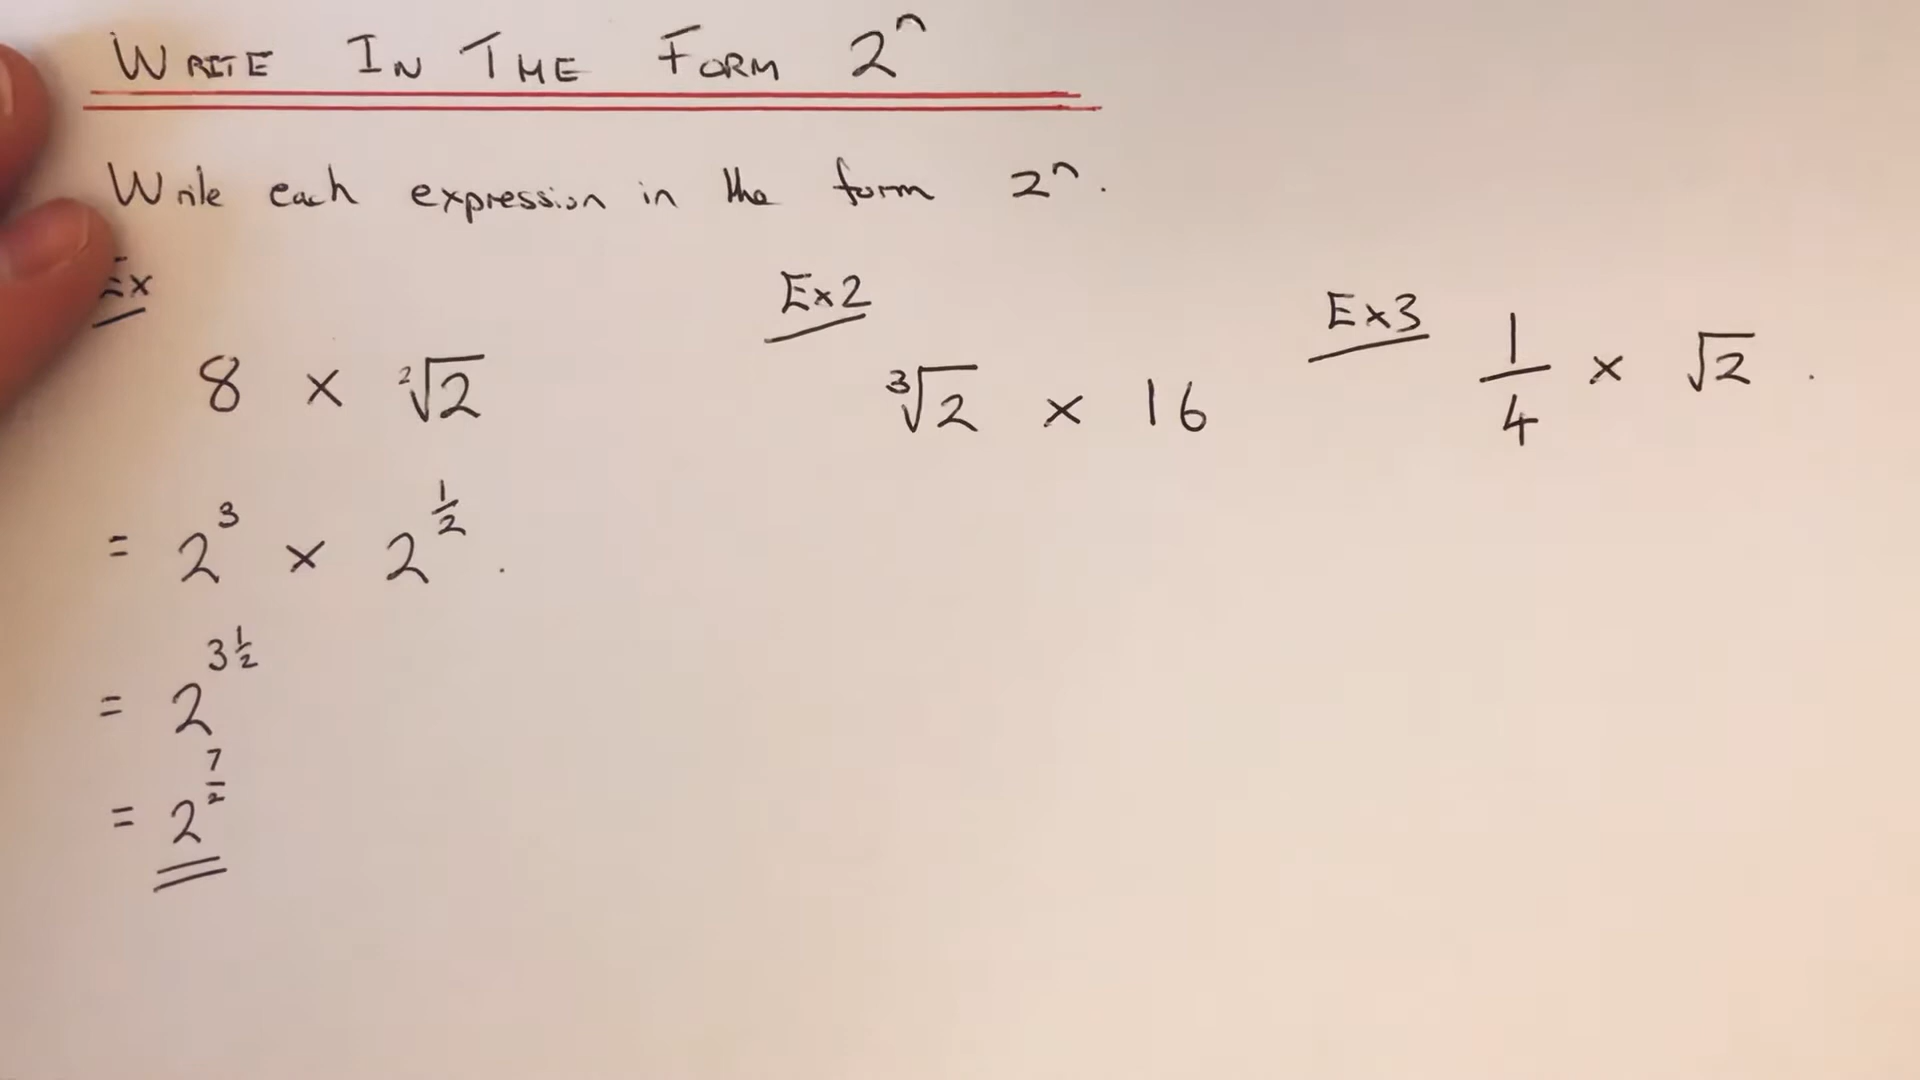 WRITE IN THE FORM 2ⁿ
Write each expression in the form 2ⁿ.
Ex
8 × ²√2
= 2³ × 2^½.
= 2^3½
= 2^7/2
Ex2
³√2 × 16
Ex3
1/4 × √2.